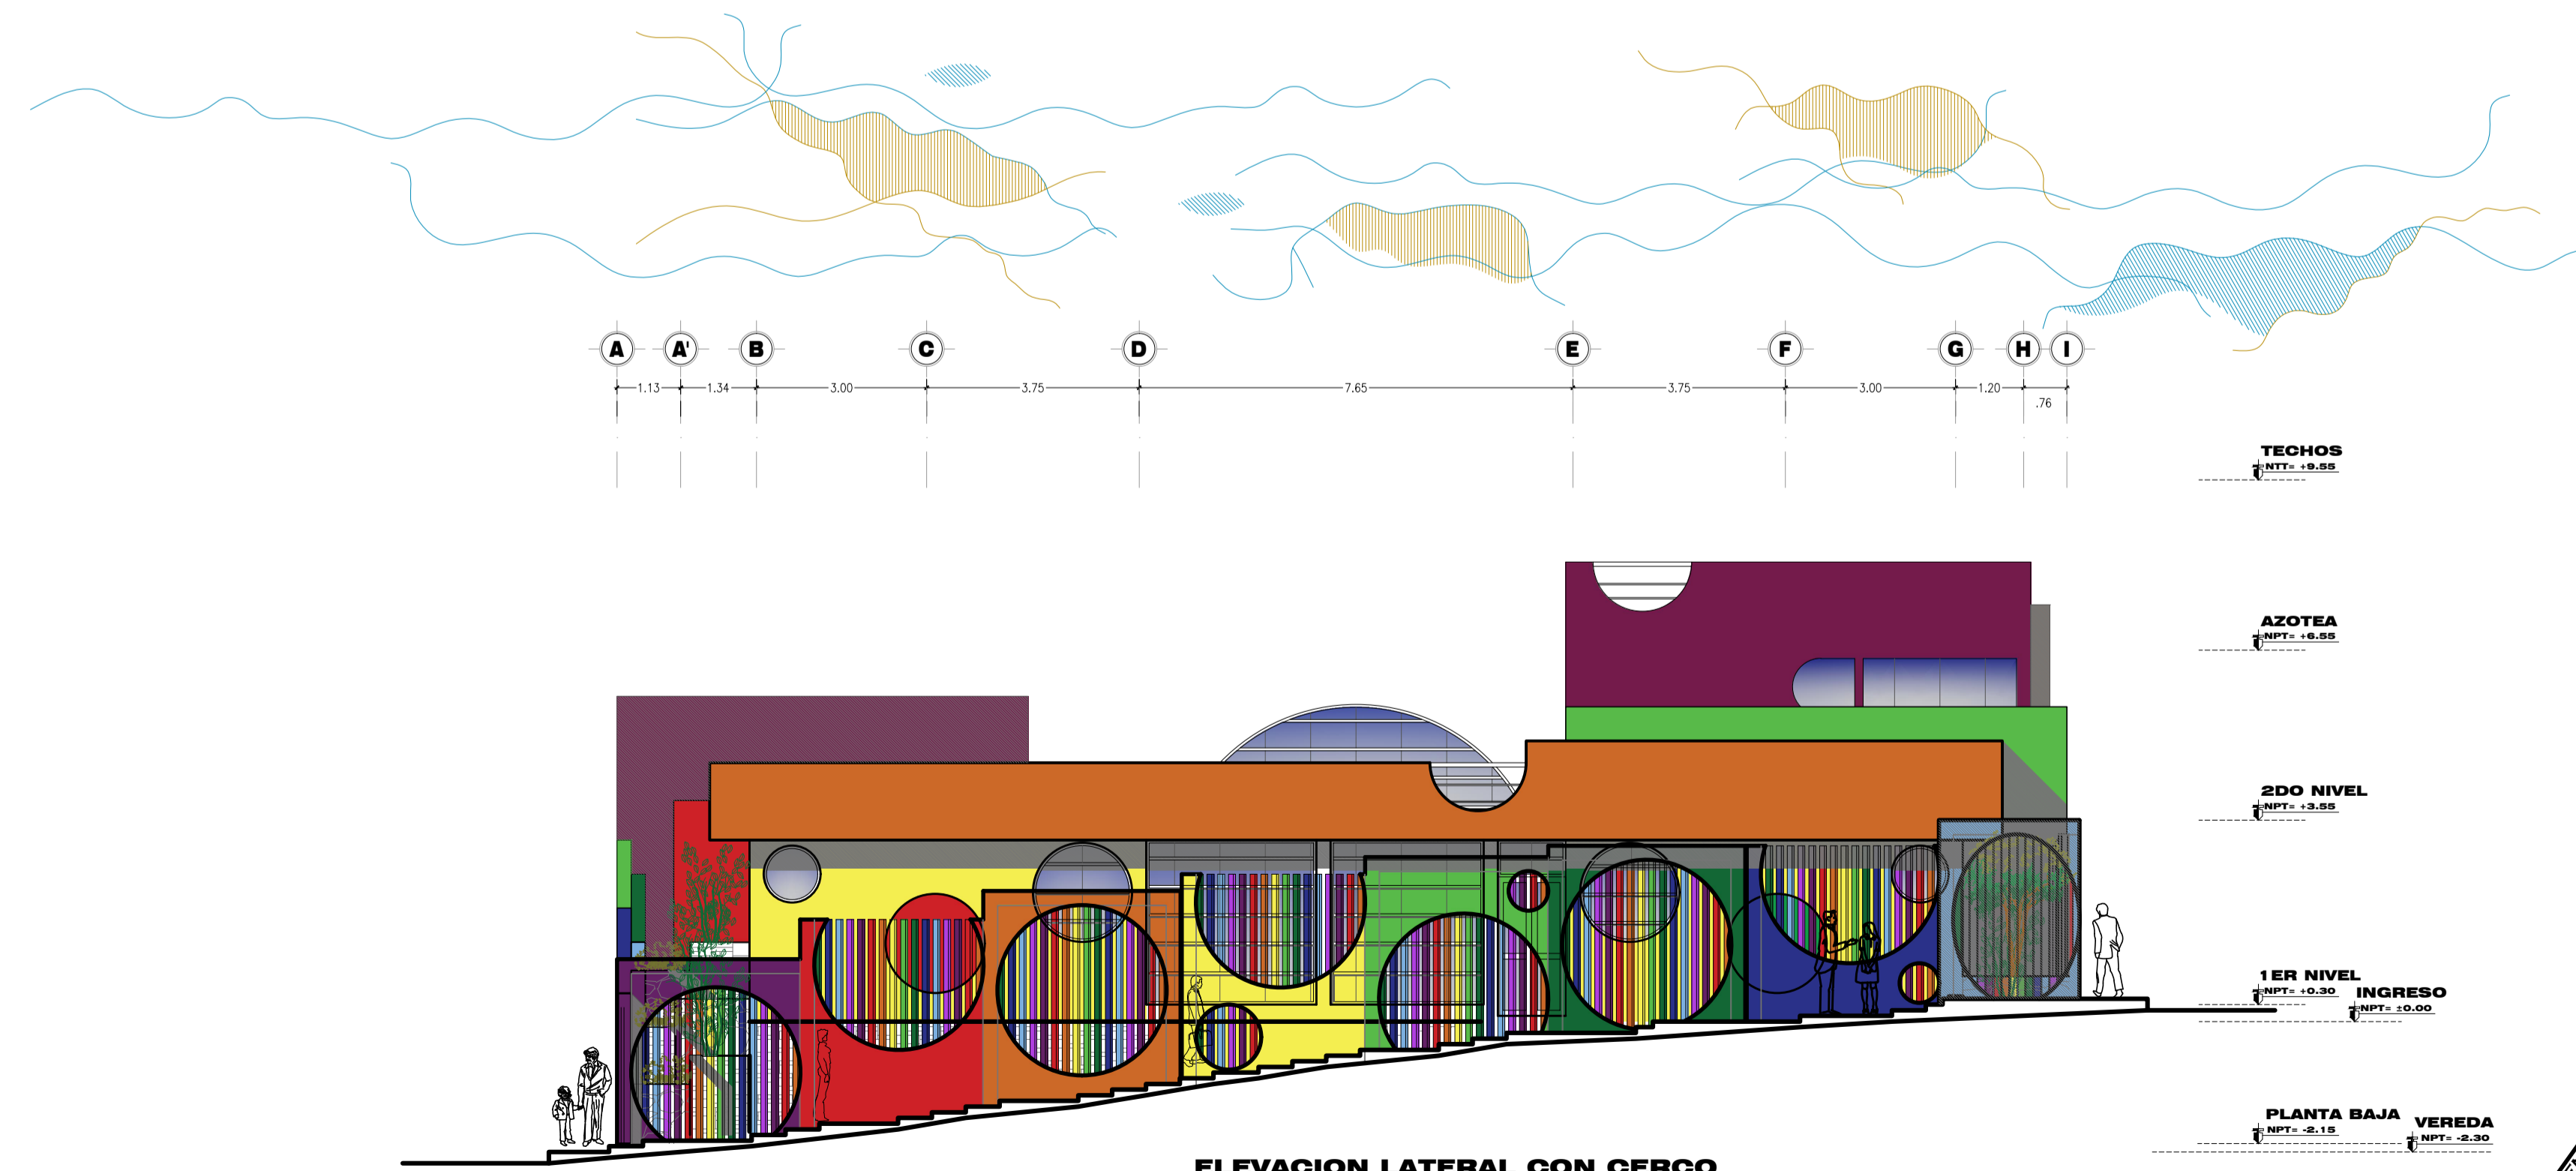 A A' B C D E F G H I
1.13 1.34 3.00 3.75 7.65 3.75 3.00 1.20
.76
TECHOS
NTT= +9.55
AZOTEA
NPT= +6.55
2DO NIVEL
NPT= +3.55
1ER NIVEL
NPT= +0.30
INGRESO
NPT= ±0.00
PLANTA BAJA
NPT= -2.15
VEREDA
NPT= -2.30
ELEVACION LATERAL CON CERCO